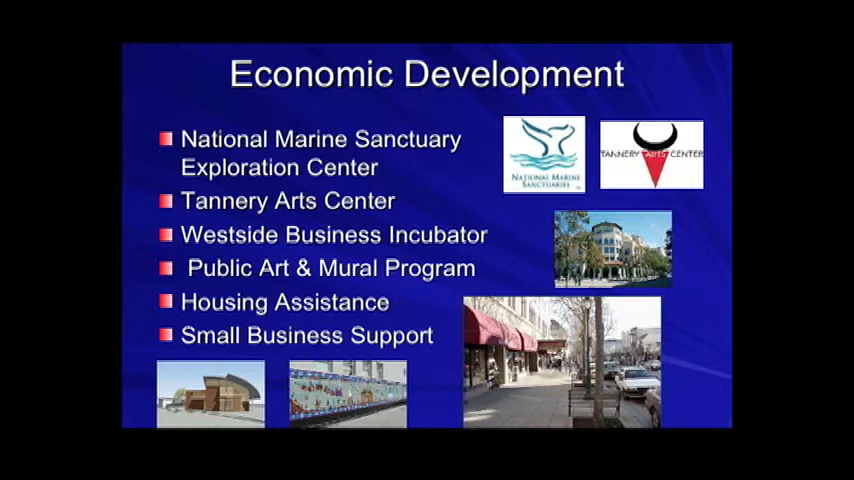 Economic Development
National Marine Sanctuary
Exploration Center
Tannery Arts Center
Westside Business Incubator
Public Art & Mural Program
Housing Assistance
Small Business Support
NATIONAL MARINE
SANCTUARIES
TANNERY ARTS CENTER